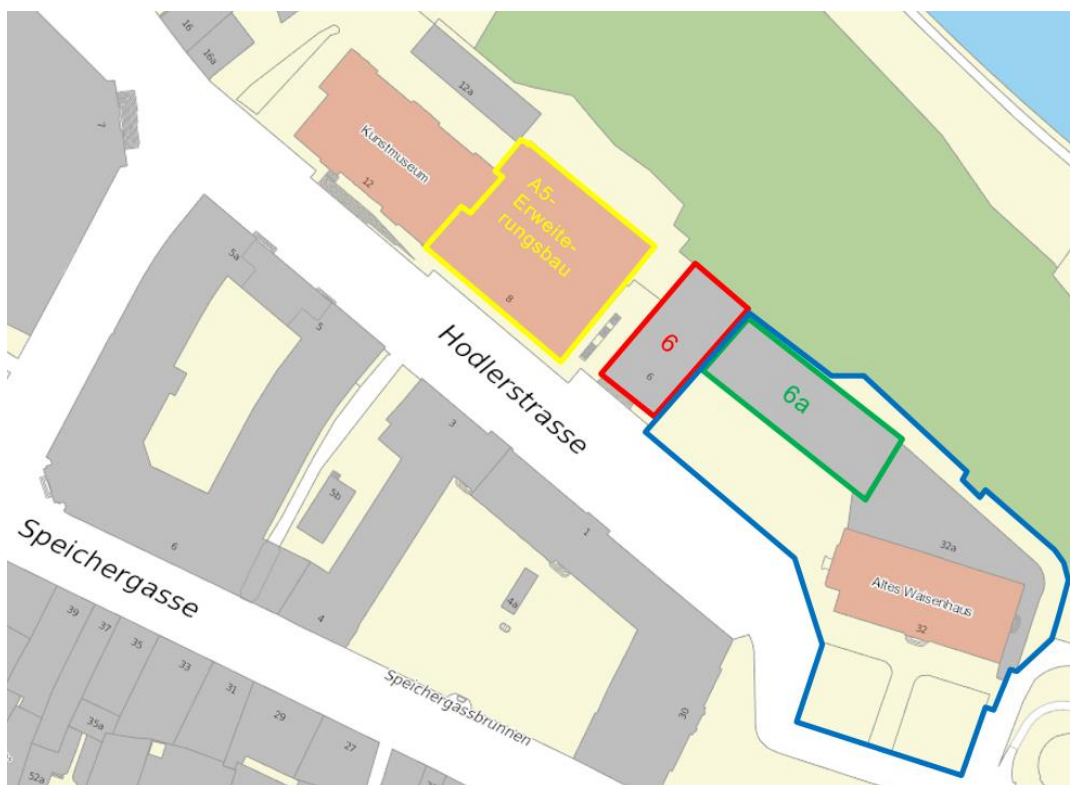 16
16a
12a
7
Kunstmuseum
12
A5-
Erweite-
rungsbau
8
5a
5
6
6
6a
Hodlerstrasse
3
5b
1
32a
Altes Waisenhaus
32
Speichergasse
6
4
4a
Speichergassbrunnen
30
39
37
35
33
31
29
27
35a
52a